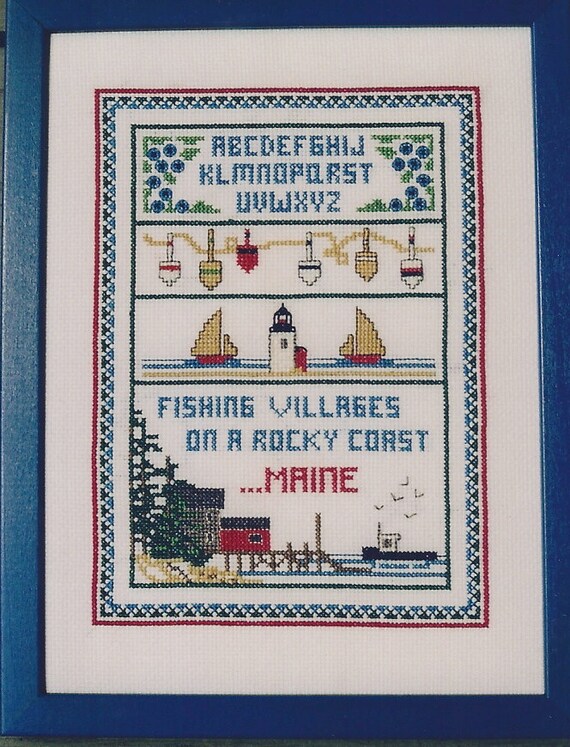 ABCDEFGHIJ
KLMNOPQRST
UVWXYZ
FISHING VILLAGES
ON A ROCKY COAST
...MAINE